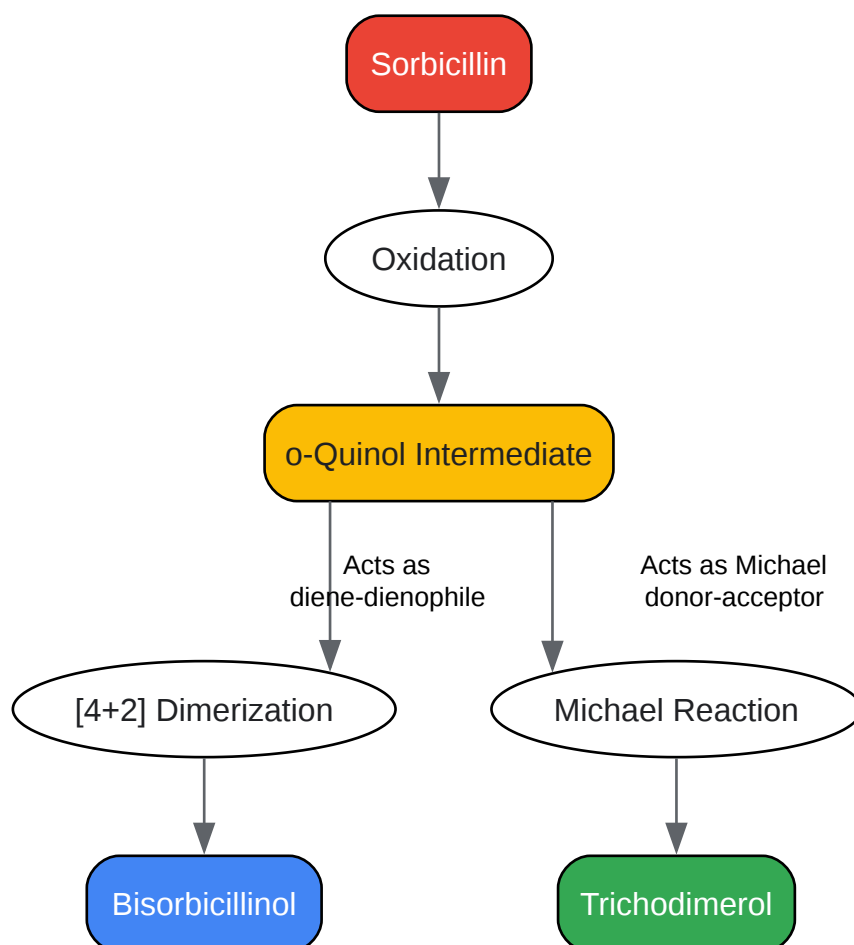 Sorbicillin
Oxidation
o-Quinol Intermediate
Acts as
diene-dienophile
Acts as Michael
donor-acceptor
[4+2] Dimerization
Michael Reaction
Bisorbicillinol
Trichodimerol